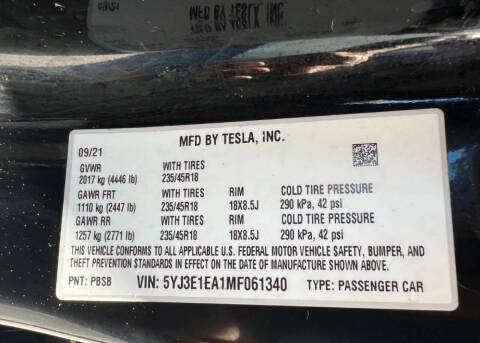 MFD BY TESLA, INC.
09/21
GVWR WITH TIRES
2017 kg (4446 lb) 235/45R18
GAWR FRT WITH TIRES RIM COLD TIRE PRESSURE
1110 kg (2447 lb) 235/45R18 18X8.5J 290 kPa, 42 psi
GAWR RR WITH TIRES RIM COLD TIRE PRESSURE
1257 kg (2771 lb) 235/45R18 18X8.5J 290 kPa, 42 psi
THIS VEHICLE CONFORMS TO ALL APPLICABLE U.S. FEDERAL MOTOR VEHICLE SAFETY, BUMPER, AND
THEFT PREVENTION STANDARDS IN EFFECT ON THE DATE OF MANUFACTURE SHOWN ABOVE.
PNT: PBSB VIN: 5YJ3E1EA1MF061340 TYPE: PASSENGER CAR